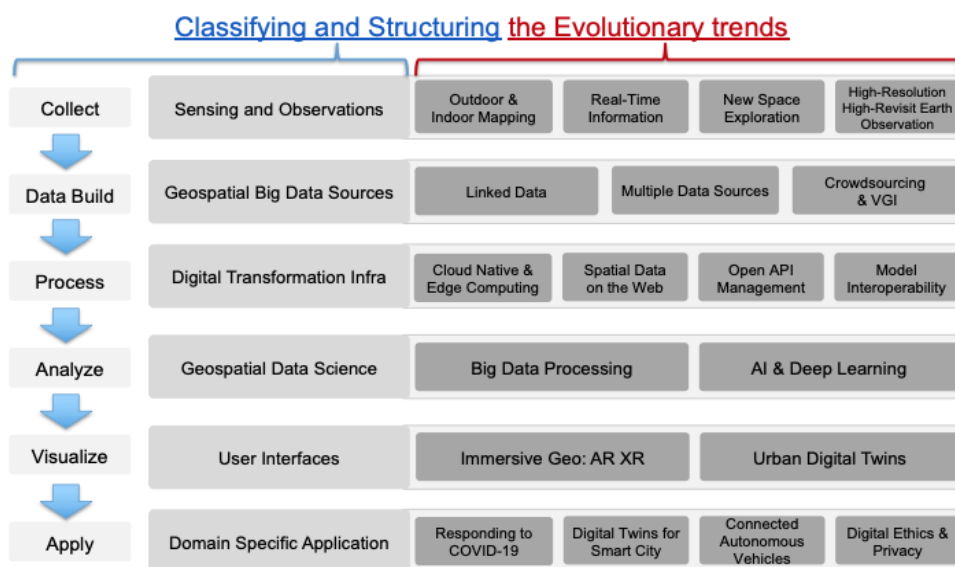 Classifying and Structuring the Evolutionary trends
Collect
Sensing and Observations
Outdoor &
Indoor Mapping
Real-Time
Information
New Space
Exploration
High-Resolution
High-Revisit Earth
Observation
Data Build
Geospatial Big Data Sources
Linked Data
Multiple Data Sources
Crowdsourcing
& VGI
Process
Digital Transformation Infra
Cloud Native &
Edge Computing
Spatial Data
on the Web
Open API
Management
Model
Interoperability
Analyze
Geospatial Data Science
Big Data Processing
AI & Deep Learning
Visualize
User Interfaces
Immersive Geo: AR XR
Urban Digital Twins
Apply
Domain Specific Application
Responding to
COVID-19
Digital Twins for
Smart City
Connected
Autonomous
Vehicles
Digital Ethics &
Privacy